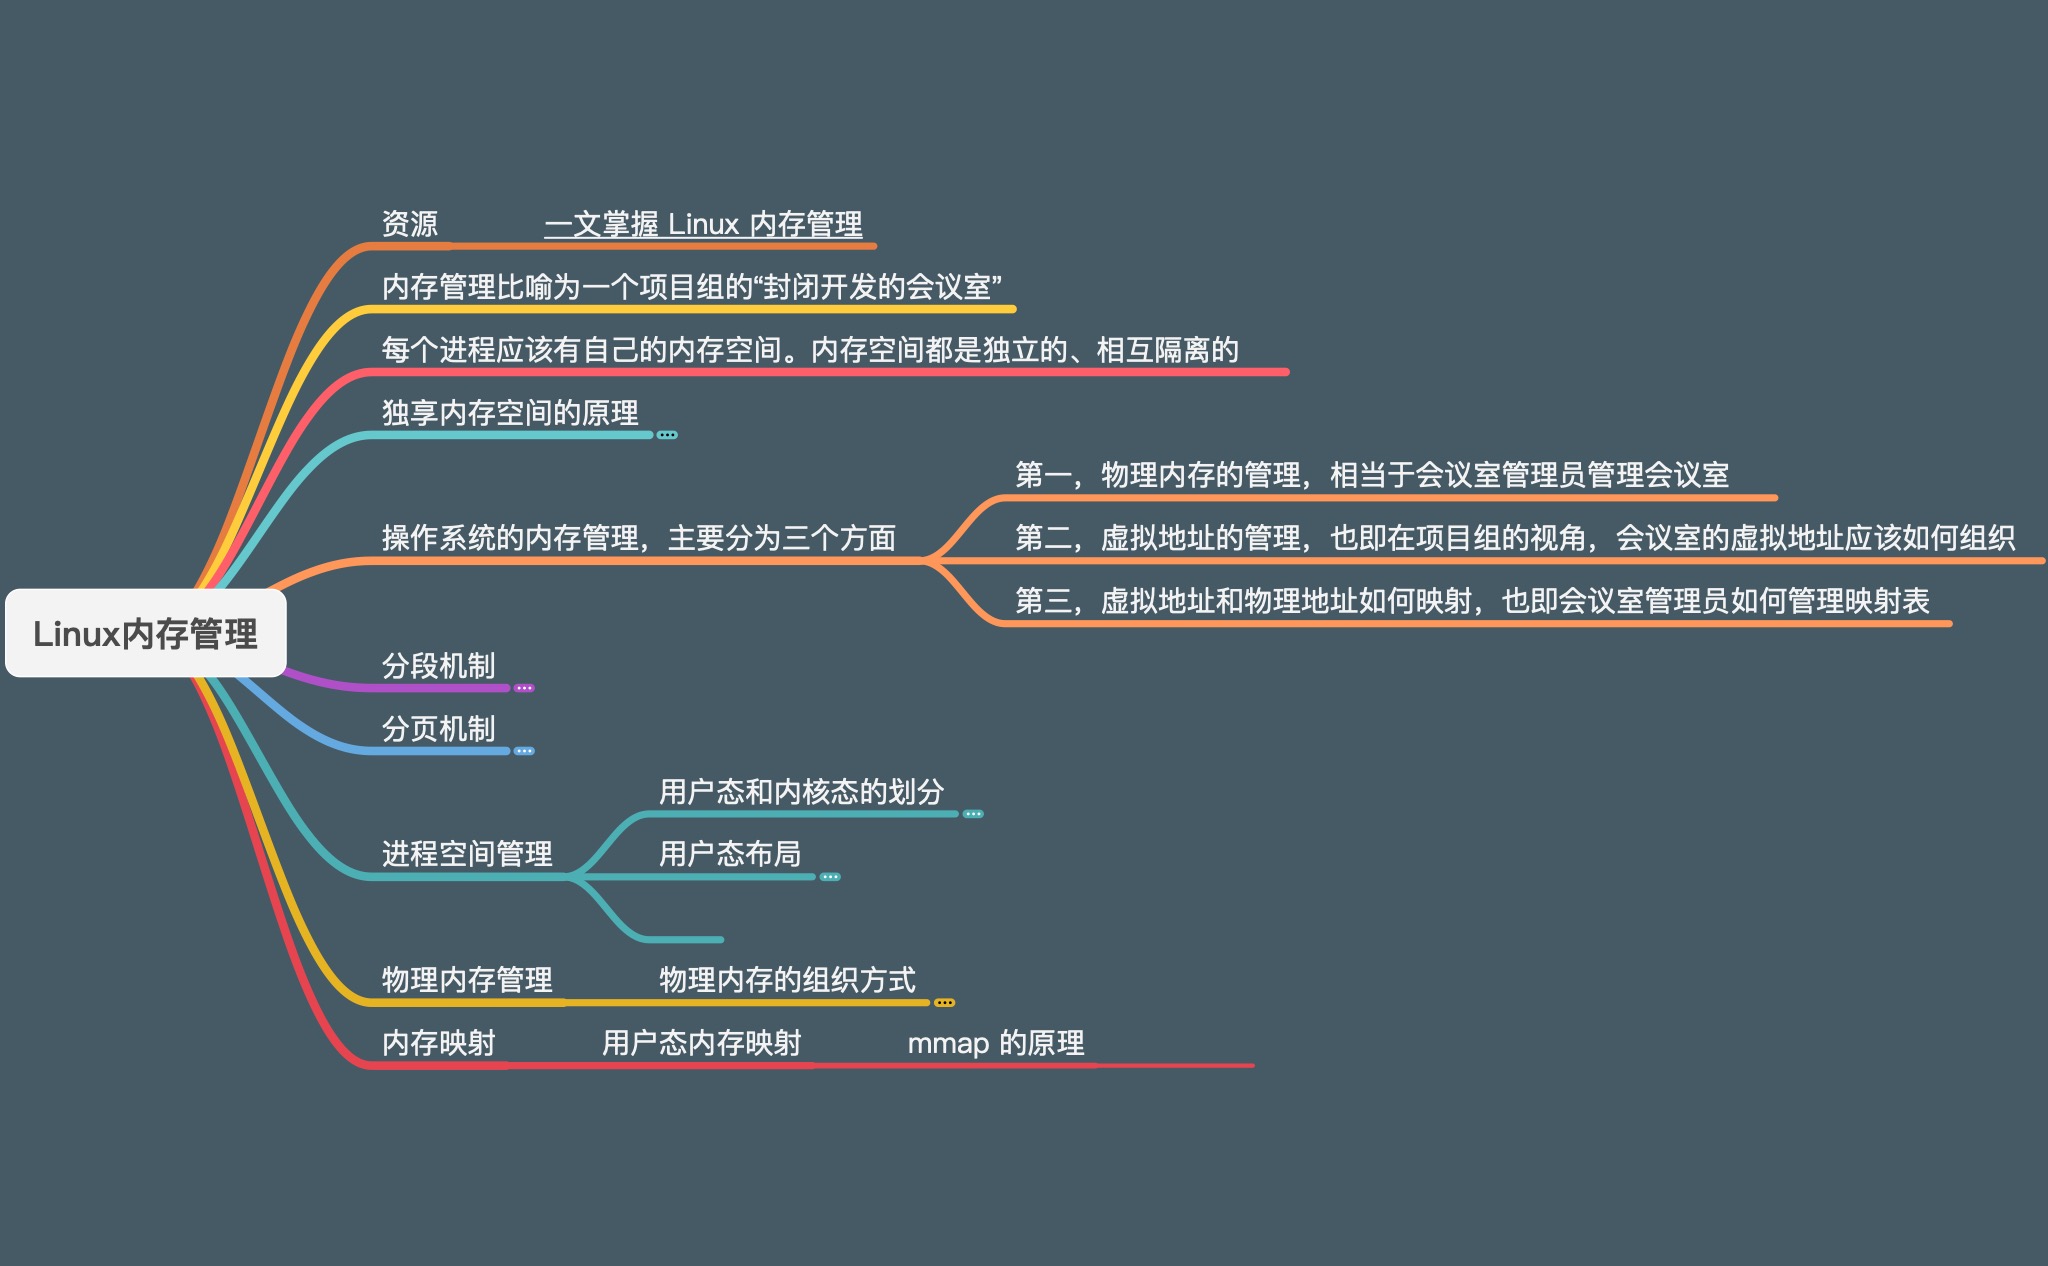 资源
一文掌握 Linux 内存管理
内存管理比喻为一个项目组的“封闭开发的会议室”
每个进程应该有自己的内存空间。内存空间都是独立的、相互隔离的
独享内存空间的原理
操作系统的内存管理，主要分为三个方面
第一，物理内存的管理，相当于会议室管理员管理会议室
第二，虚拟地址的管理，也即在项目组的视角，会议室的虚拟地址应该如何组织
第三，虚拟地址和物理地址如何映射，也即会议室管理员如何管理映射表
Linux内存管理
分段机制
分页机制
进程空间管理
用户态和内核态的划分
用户态布局
物理内存管理
物理内存的组织方式
内存映射
用户态内存映射
mmap 的原理